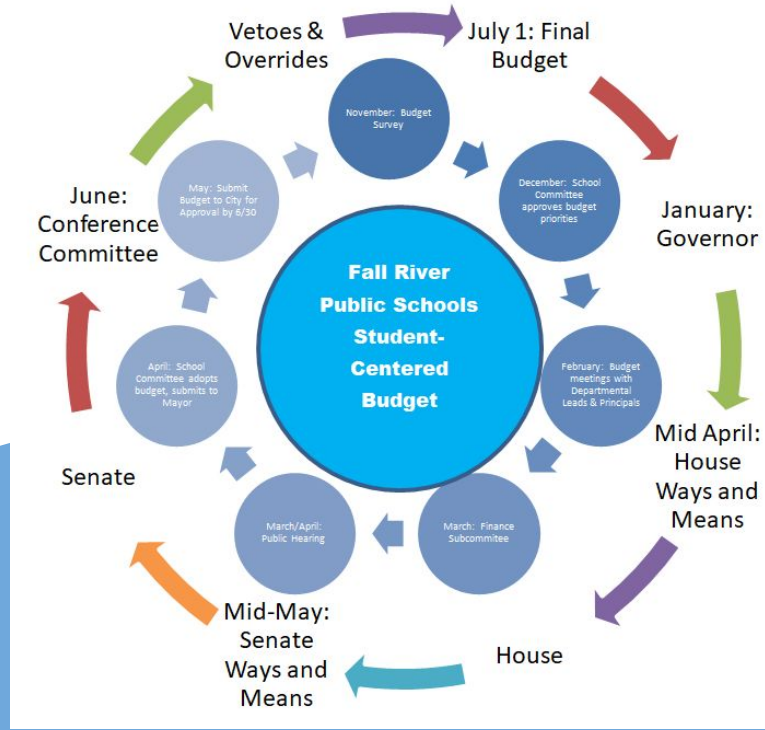 Vetoes &
Overrides
July 1: Final
Budget
January:
Governor
Mid April:
House
Ways and
Means
House
Mid-May:
Senate
Ways and
Means
Senate
June:
Conference
Committee
November: Budget
Survey
December: School
Committee
approves budget
priorities
February: Budget
meetings with
Departmental
Leads & Principals
March: Finance
Subcommitee
March/April:
Public Hearing
April: School
Committee adopts
budget, submits to
Mayor
May: Submit
Budget to City for
Approval by 6/30
Fall River
Public Schools
Student-
Centered
Budget